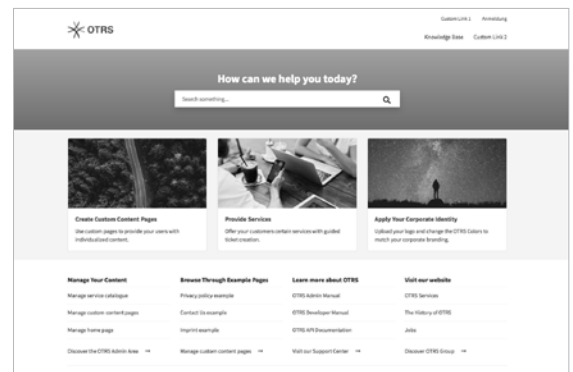 Custom Link 1 Anmeldung
OTRS
Knowledge Base Custom Link 2
How can we help you today?
Search something...
Create Custom Content Pages
Use custom pages to provide your users with
individualized content.
Provide Services
Offer your customers certain services with guided
ticket creation.
Apply Your Corporate Identity
Upload your logo and change the OTRS Colors to
match your corporate branding.
Manage Your Content
Manage service catalogue
Manage custom content pages
Manage home page
Discover the OTRS Admin Area →
Browse Through Example Pages
Privacy policy example
Contact Us example
Imprint example
Manage custom content pages →
Learn more about OTRS
OTRS Admin Manual
OTRS Developer Manual
OTRS API Documentation
Visit our Support Center →
Visit our website
OTRS Services
The History of OTRS
Jobs
Discover OTRS Group →